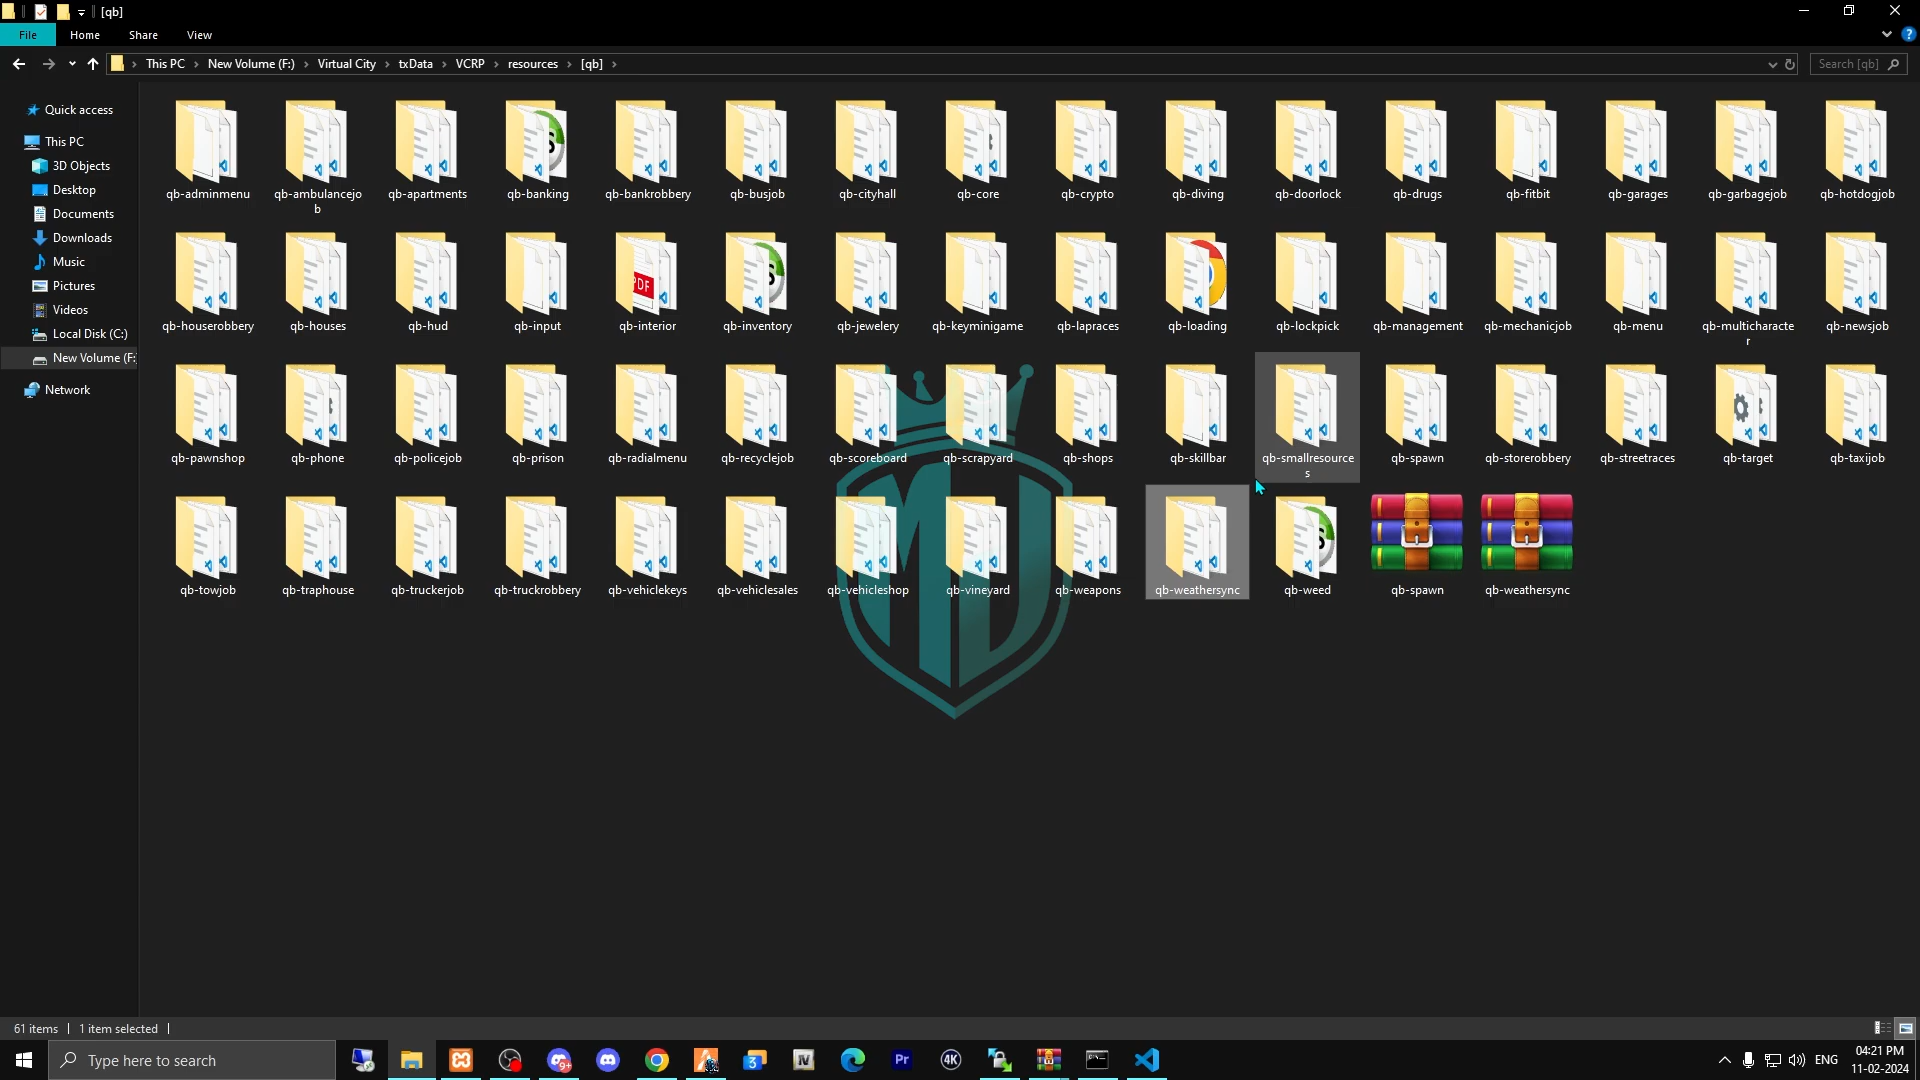 [qb]
File Home Share View
This PC New Volume (F:) Virtual City txData VCRP resources [qb]
Search [qb]
Quick access
This PC
3D Objects
Desktop
Documents
Downloads
Music
Pictures
Videos
Local Disk (C:)
New Volume (F:
Network
qb-adminmenu qb-ambulancejo qb-apartments qb-banking qb-bankrobbery qb-busjob qb-cityhall qb-core qb-crypto qb-diving qb-doorlock qb-drugs qb-fitbit qb-garages qb-garbagejob qb-hotdogjob
b
qb-houserobbery qb-houses qb-hud qb-input qb-interior qb-inventory qb-jewelery qb-keyminigame qb-lapraces qb-loading qb-lockpick qb-management qb-mechanicjob qb-menu qb-multicharacte qb-newsjob
r
qb-pawnshop qb-phone qb-policejob qb-prison qb-radialmenu qb-recyclejob qb-scoreboard qb-scrapyard qb-shops qb-skillbar qb-smallresource qb-spawn qb-storerobbery qb-streetraces qb-target qb-taxijob
s
qb-towjob qb-traphouse qb-truckerjob qb-truckrobbery qb-vehiclekeys qb-vehiclesales qb-vehicleshop qb-vineyard qb-weapons qb-weathersync qb-weed qb-spawn qb-weathersync
61 items 1 item selected
Type here to search
ENG
04:21 PM
11-02-2024